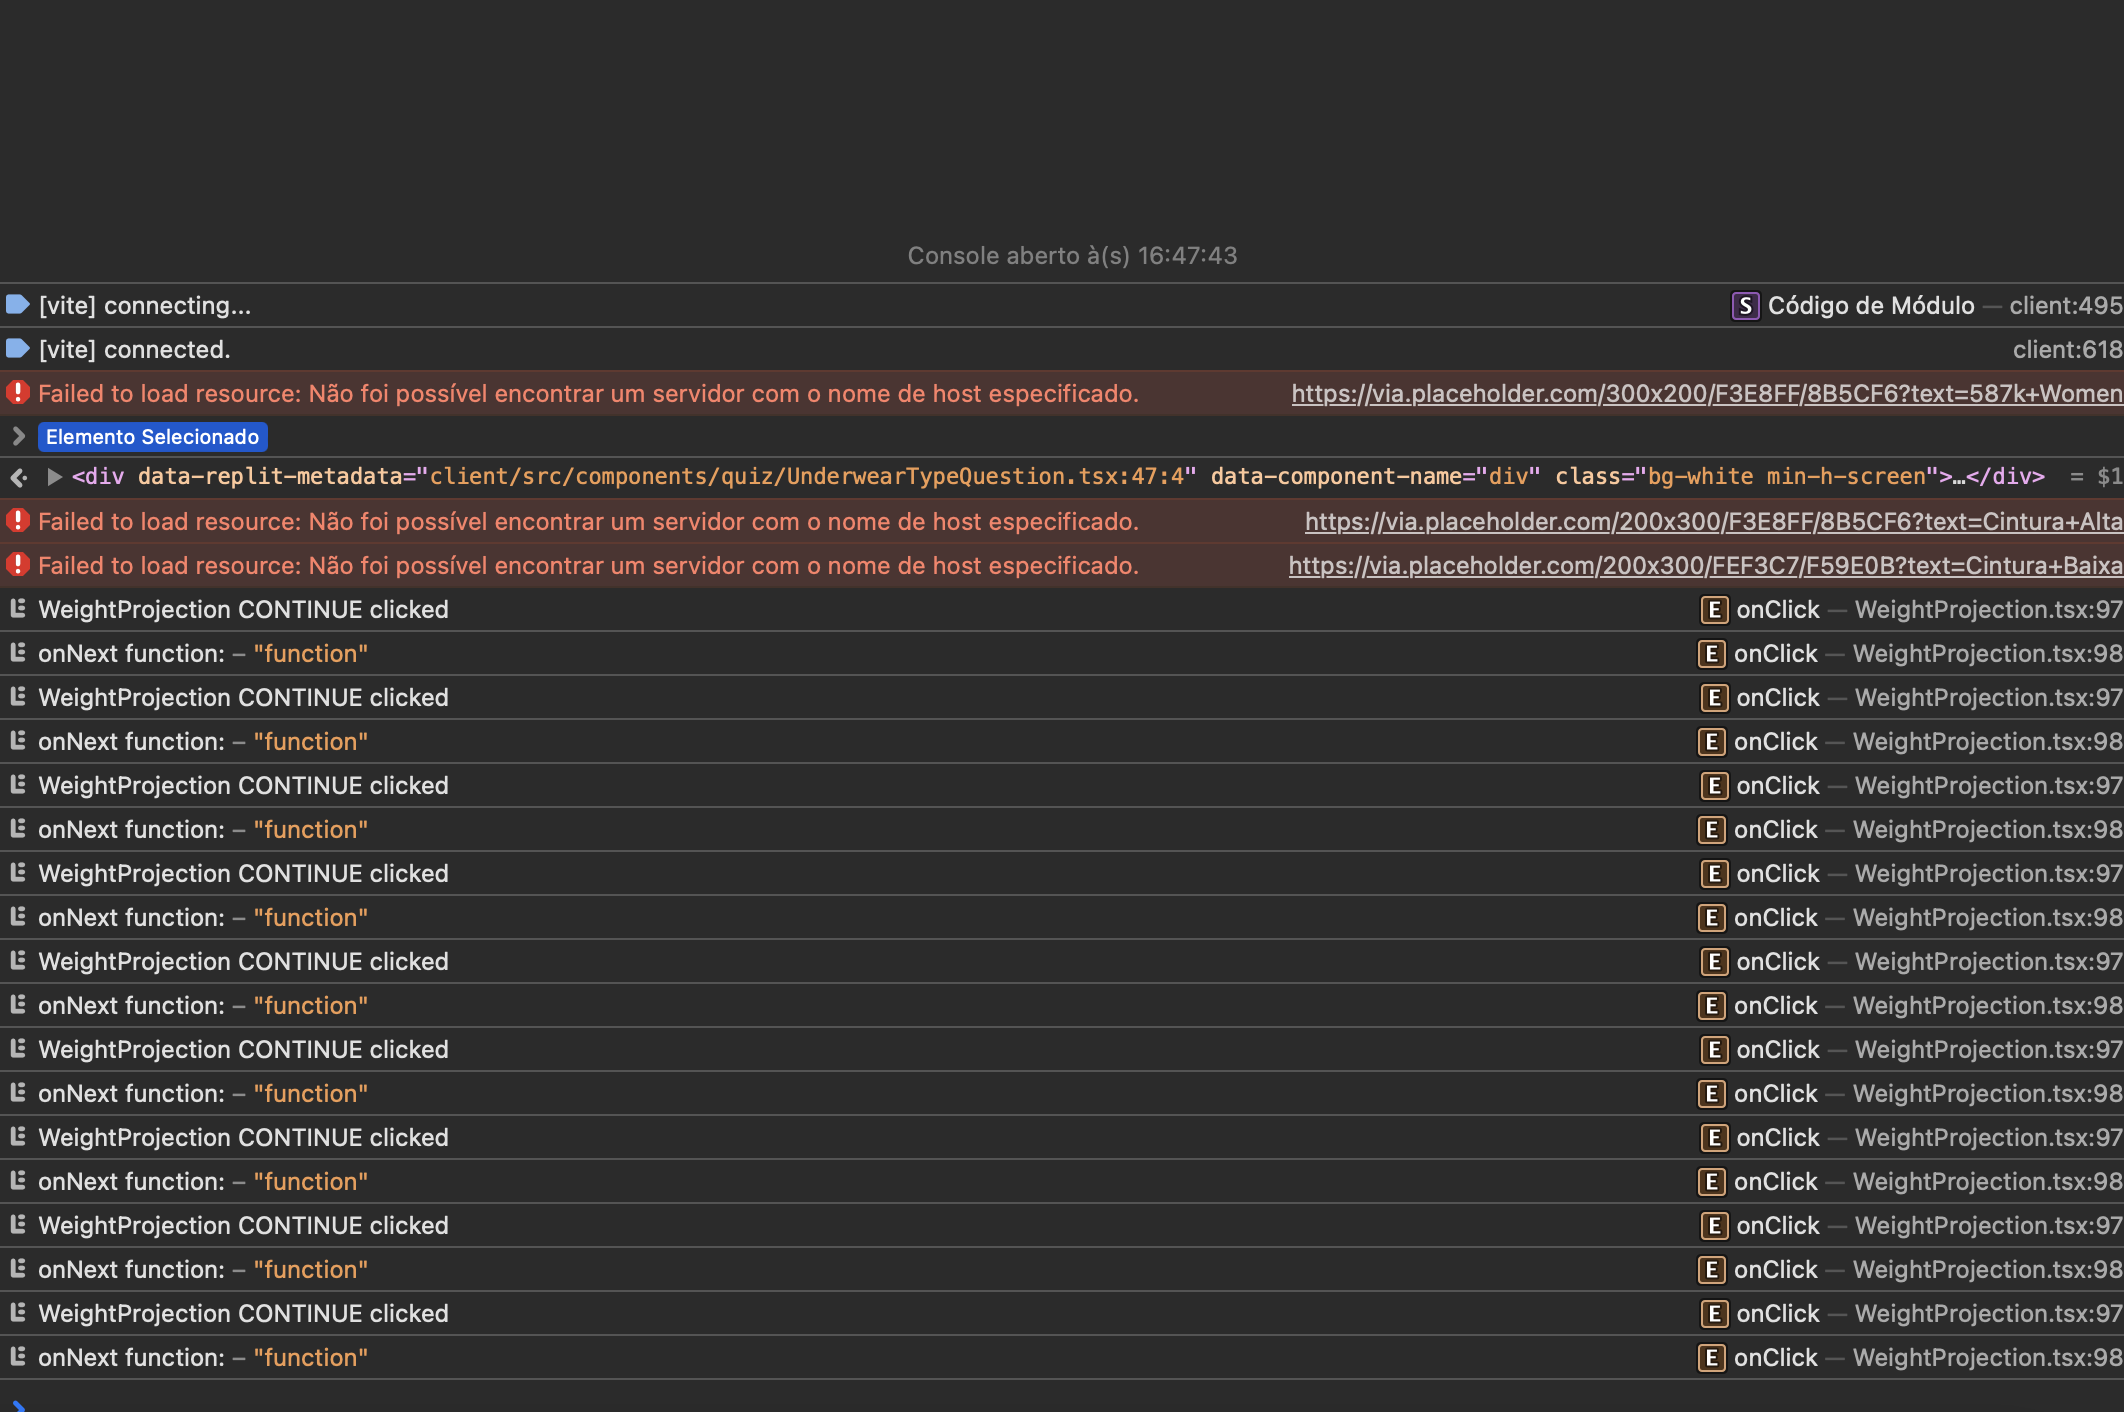 Console aberto à(s) 16:47:43
[vite] connecting... S Código de Módulo — client:495
[vite] connected. client:618
Failed to load resource: Não foi possível encontrar um servidor com o nome de host especificado. https://via.placeholder.com/300x200/F3E8FF/8B5CF6?text=587k+Women
Elemento Selecionado
<div data-replit-metadata="client/src/components/quiz/UnderwearTypeQuestion.tsx:47:4" data-component-name="div" class="bg-white min-h-screen">…</div> = $1
Failed to load resource: Não foi possível encontrar um servidor com o nome de host especificado. https://via.placeholder.com/200x300/F3E8FF/8B5CF6?text=Cintura+Alta
Failed to load resource: Não foi possível encontrar um servidor com o nome de host especificado. https://via.placeholder.com/200x300/FEF3C7/F59E0B?text=Cintura+Baixa
WeightProjection CONTINUE clicked E onClick — WeightProjection.tsx:97
onNext function: – "function" E onClick — WeightProjection.tsx:98
WeightProjection CONTINUE clicked E onClick — WeightProjection.tsx:97
onNext function: – "function" E onClick — WeightProjection.tsx:98
WeightProjection CONTINUE clicked E onClick — WeightProjection.tsx:97
onNext function: – "function" E onClick — WeightProjection.tsx:98
WeightProjection CONTINUE clicked E onClick — WeightProjection.tsx:97
onNext function: – "function" E onClick — WeightProjection.tsx:98
WeightProjection CONTINUE clicked E onClick — WeightProjection.tsx:97
onNext function: – "function" E onClick — WeightProjection.tsx:98
WeightProjection CONTINUE clicked E onClick — WeightProjection.tsx:97
onNext function: – "function" E onClick — WeightProjection.tsx:98
WeightProjection CONTINUE clicked E onClick — WeightProjection.tsx:97
onNext function: – "function" E onClick — WeightProjection.tsx:98
WeightProjection CONTINUE clicked E onClick — WeightProjection.tsx:97
onNext function: – "function" E onClick — WeightProjection.tsx:98
WeightProjection CONTINUE clicked E onClick — WeightProjection.tsx:97
onNext function: – "function" E onClick — WeightProjection.tsx:98